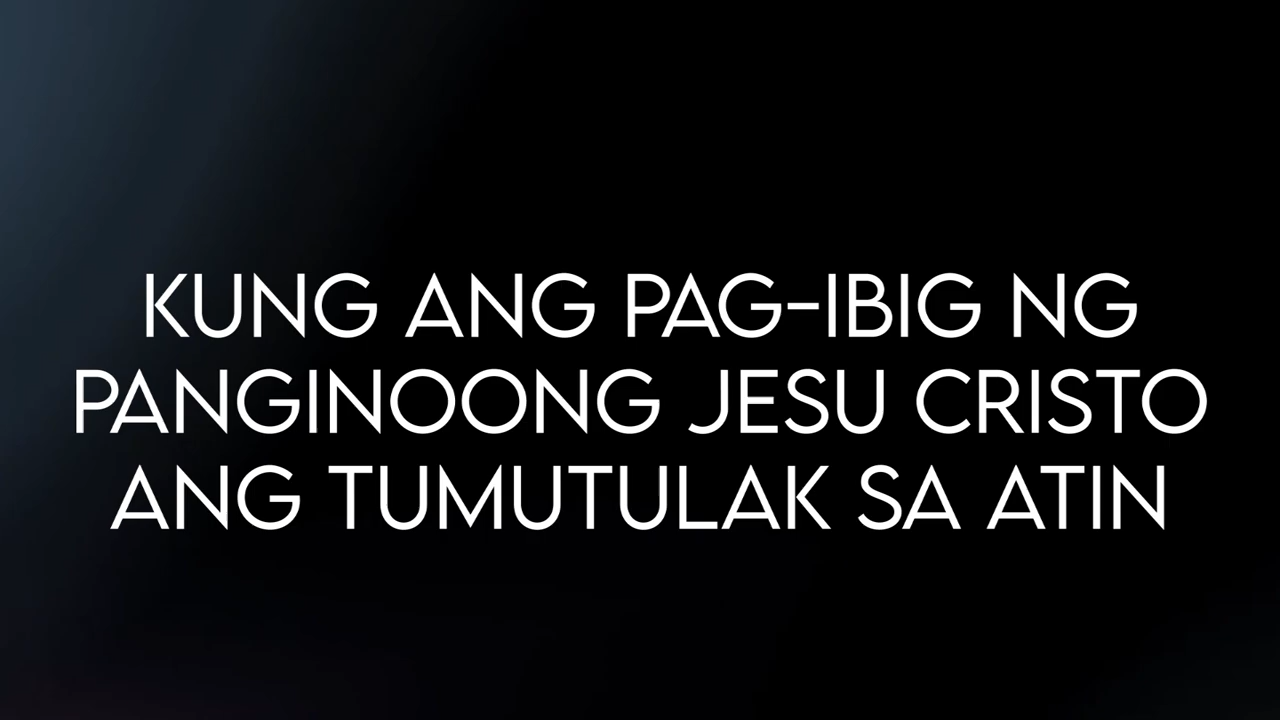 KUNG ANG PAG-IBIG NG
PANGINOONG JESU CRISTO
ANG TUMUTULAK SA ATIN